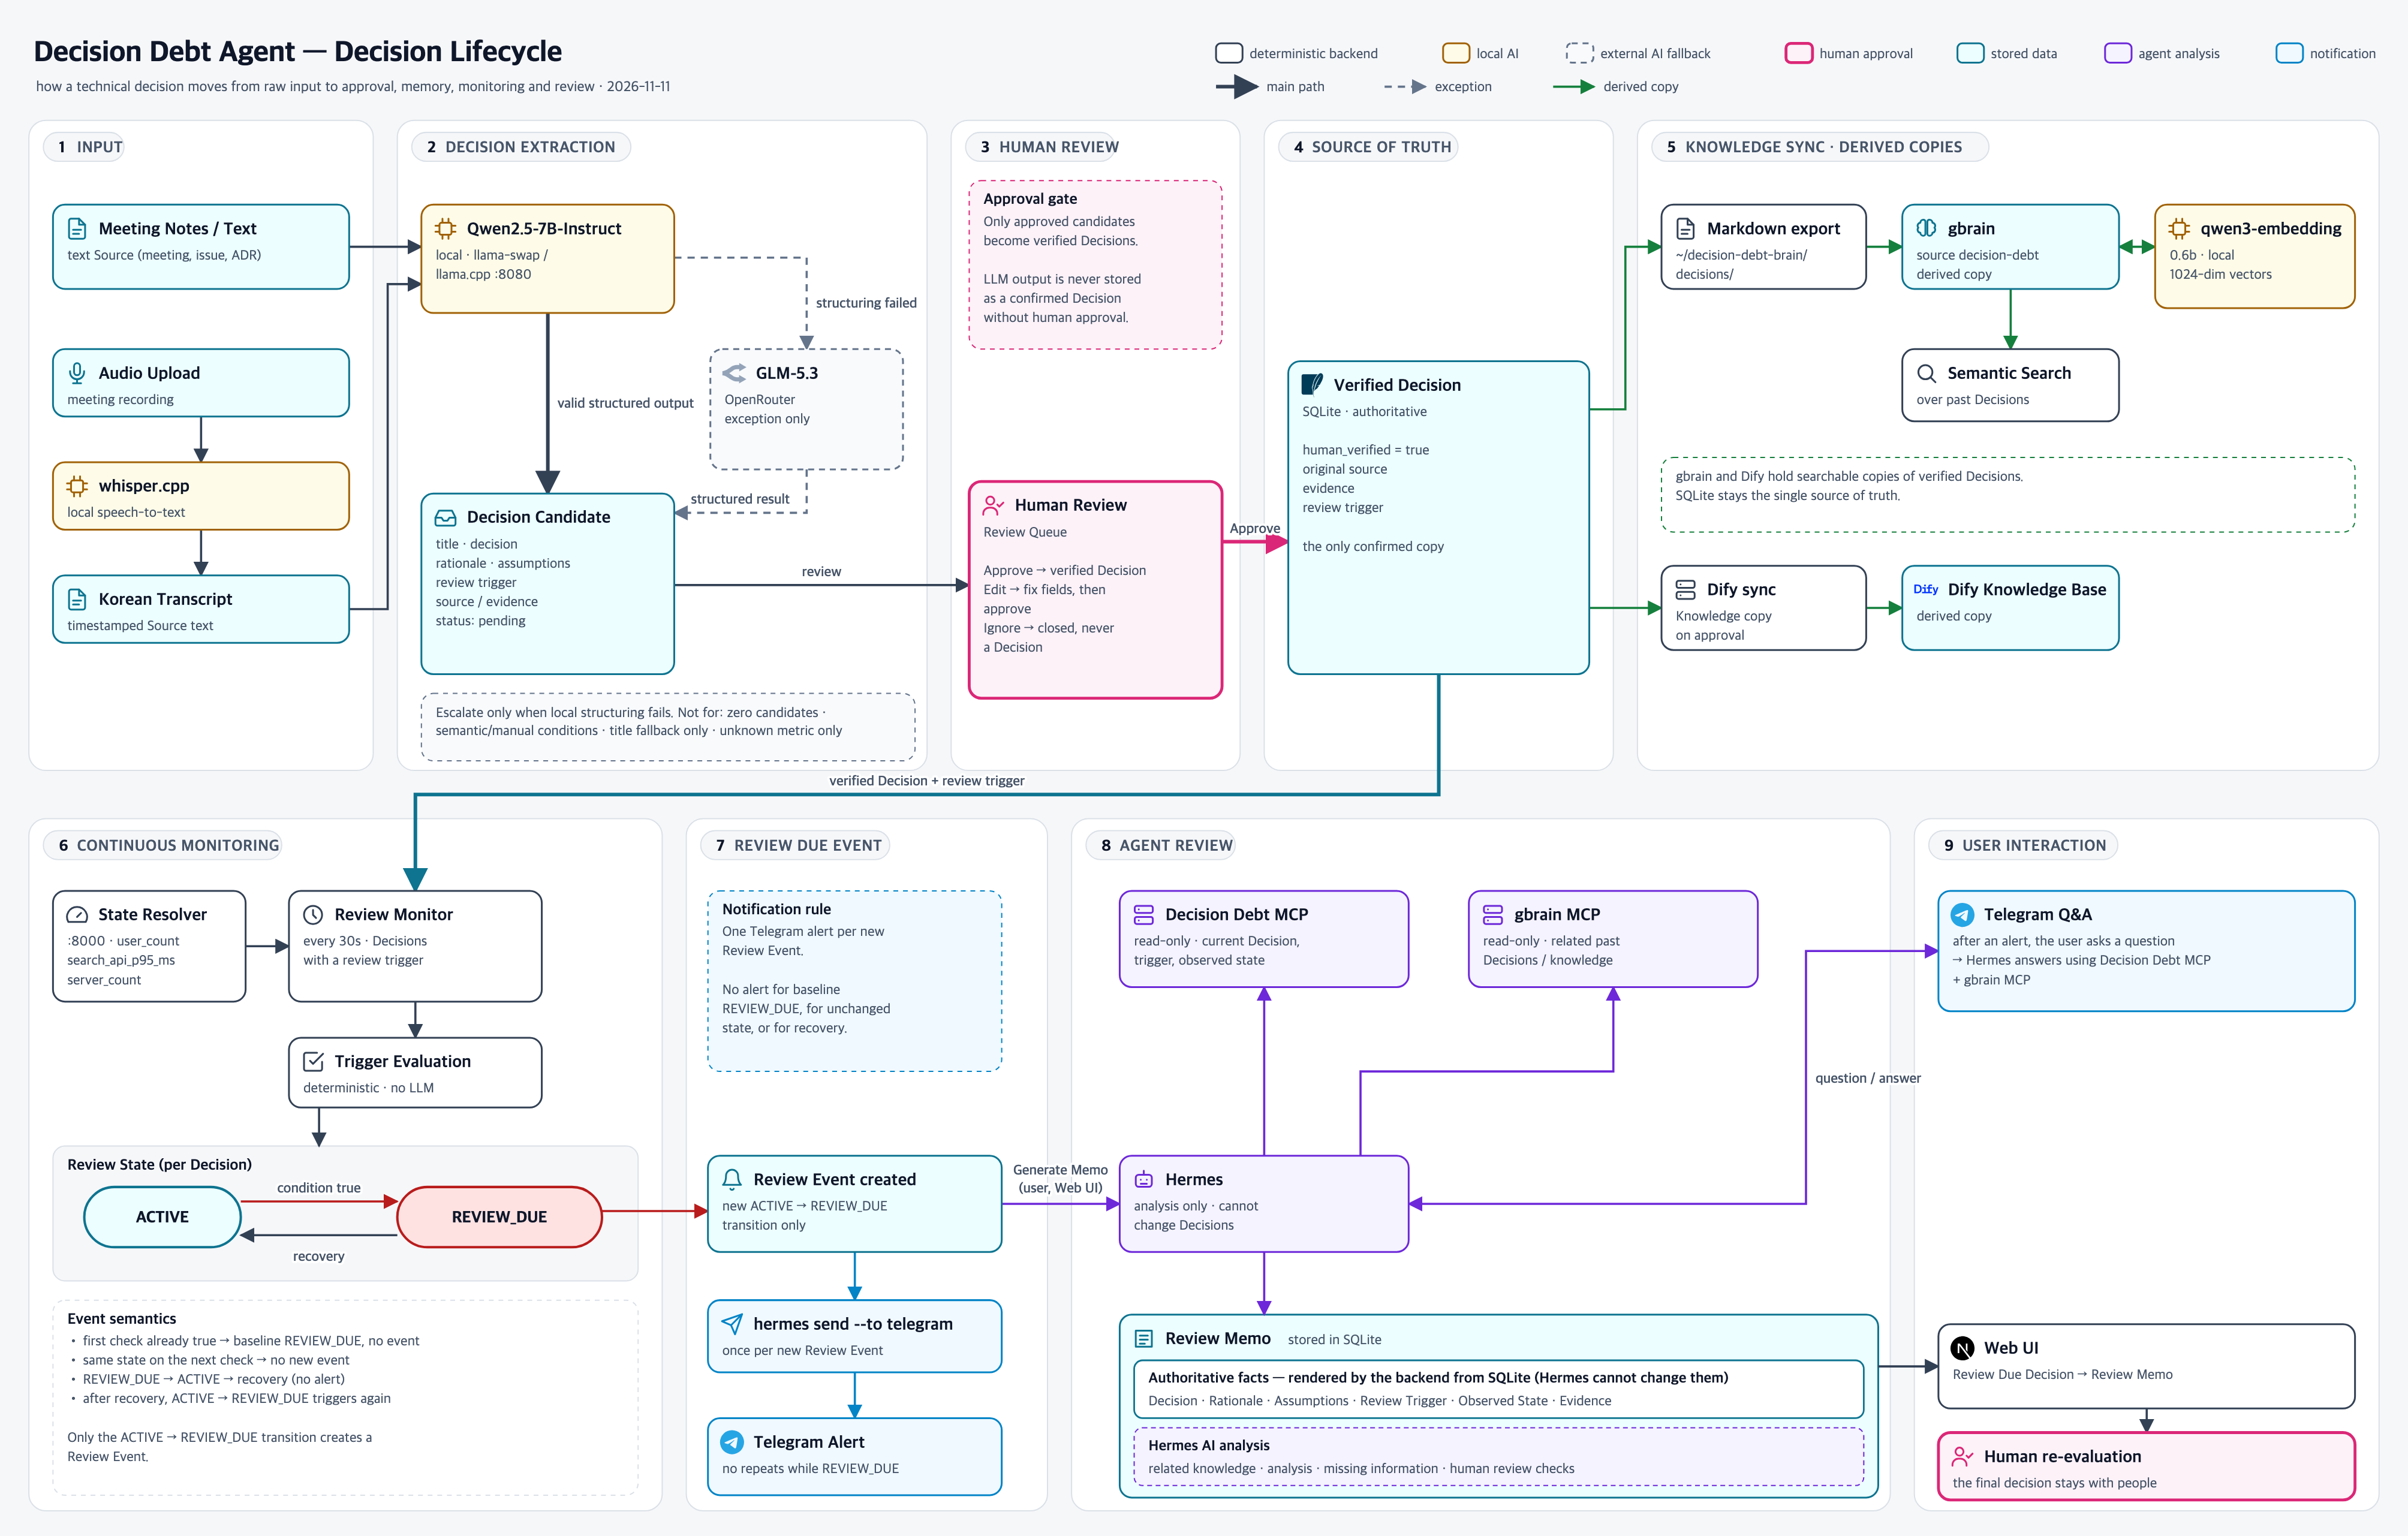 Decision Debt Agent — Decision Lifecycle
how a technical decision moves from raw input to approval, memory, monitoring and review · 2026-11-11
deterministic backend
local AI
external AI fallback
human approval
stored data
agent analysis
notification
main path
exception
derived copy
1 INPUT
Meeting Notes / Text
text Source (meeting, issue, ADR)
Audio Upload
meeting recording
whisper.cpp
local speech-to-text
Korean Transcript
timestamped Source text
2 DECISION EXTRACTION
Qwen2.5-7B-Instruct
local · llama-swap /
llama.cpp :8080
structuring failed
GLM-5.3
OpenRouter
exception only
valid structured output
structured result
Decision Candidate
title · decision
rationale · assumptions
review trigger
source / evidence
status: pending
review
Escalate only when local structuring fails. Not for: zero candidates ·
semantic/manual conditions · title fallback only · unknown metric only
3 HUMAN REVIEW
Approval gate
Only approved candidates
become verified Decisions.
LLM output is never stored
as a confirmed Decision
without human approval.
Human Review
Review Queue
Approve → verified Decision
Edit → fix fields, then
approve
Ignore → closed, never
a Decision
Approve
4 SOURCE OF TRUTH
Verified Decision
SQLite · authoritative
human_verified = true
original source
evidence
review trigger
the only confirmed copy
5 KNOWLEDGE SYNC · DERIVED COPIES
Markdown export
~/decision-debt-brain/
decisions/
gbrain
source decision-debt
derived copy
qwen3-embedding
0.6b · local
1024-dim vectors
Semantic Search
over past Decisions
gbrain and Dify hold searchable copies of verified Decisions.
SQLite stays the single source of truth.
Dify sync
Knowledge copy
on approval
Dify Dify Knowledge Base
derived copy
verified Decision + review trigger
6 CONTINUOUS MONITORING
State Resolver
:8000 · user_count
search_api_p95_ms
server_count
Review Monitor
every 30s · Decisions
with a review trigger
Trigger Evaluation
deterministic · no LLM
Review State (per Decision)
ACTIVE
condition true
REVIEW_DUE
recovery
Event semantics
• first check already true → baseline REVIEW_DUE, no event
• same state on the next check → no new event
• REVIEW_DUE → ACTIVE → recovery (no alert)
• after recovery, ACTIVE → REVIEW_DUE triggers again
Only the ACTIVE → REVIEW_DUE transition creates a
Review Event.
7 REVIEW DUE EVENT
Notification rule
One Telegram alert per new
Review Event.
No alert for baseline
REVIEW_DUE, for unchanged
state, or for recovery.
Review Event created
new ACTIVE → REVIEW_DUE
transition only
hermes send --to telegram
once per new Review Event
Telegram Alert
no repeats while REVIEW_DUE
Generate Memo
(user, Web UI)
8 AGENT REVIEW
Decision Debt MCP
read-only · current Decision,
trigger, observed state
gbrain MCP
read-only · related past
Decisions / knowledge
Hermes
analysis only · cannot
change Decisions
question / answer
Review Memo stored in SQLite
Authoritative facts — rendered by the backend from SQLite (Hermes cannot change them)
Decision · Rationale · Assumptions · Review Trigger · Observed State · Evidence
Hermes AI analysis
related knowledge · analysis · missing information · human review checks
9 USER INTERACTION
Telegram Q&A
after an alert, the user asks a question
→ Hermes answers using Decision Debt MCP
+ gbrain MCP
Web UI
Review Due Decision → Review Memo
Human re-evaluation
the final decision stays with people